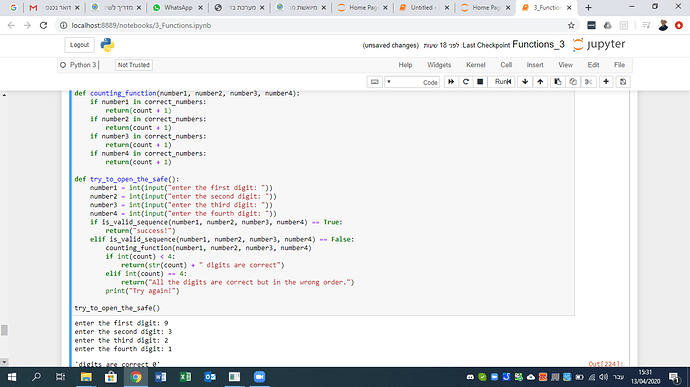 דואר נכנס
מדריך לשי
WhatsApp
מערכת בדי
מיואשת מ
Home Pag
Untitled
Home Pag
3_Functions.ipynb
localhost:8889/notebooks/3_Functions.ipynb
Logout
(unsaved changes) לפני 18 שעות :Last Checkpoint Functions_3 jupyter
Python 3 Not Trusted Help Widgets Kernel Cell Insert View Edit File
Code Run
def counting_function(number1, number2, number3, number4):
    if number1 in correct_numbers:
        return(count + 1)
    if number2 in correct_numbers:
        return(count + 1)
    if number3 in correct_numbers:
        return(count + 1)
    if number4 in correct_numbers:
        return(count + 1)
def try_to_open_the_safe():
    number1 = int(input("enter the first digit: "))
    number2 = int(input("enter the second digit: "))
    number3 = int(input("enter the third digit: "))
    number4 = int(input("enter the fourth digit: "))
    if is_valid_sequence(number1, number2, number3, number4) == True:
        return("success!")
    elif is_valid_sequence(number1, number2, number3, number4) == False:
        counting_function(number1, number2, number3, number4)
        if int(count) < 4:
            return(str(count) + " digits are correct")
        elif int(count) == 4:
            return("All the digits are correct but in the wrong order.")
        print("Try again!")
try_to_open_the_safe()
enter the first digit: 9
enter the second digit: 3
enter the third digit: 2
enter the fourth digit: 1
'digits are correct 0' Out[224]:
עבר
15:31
13/04/2020